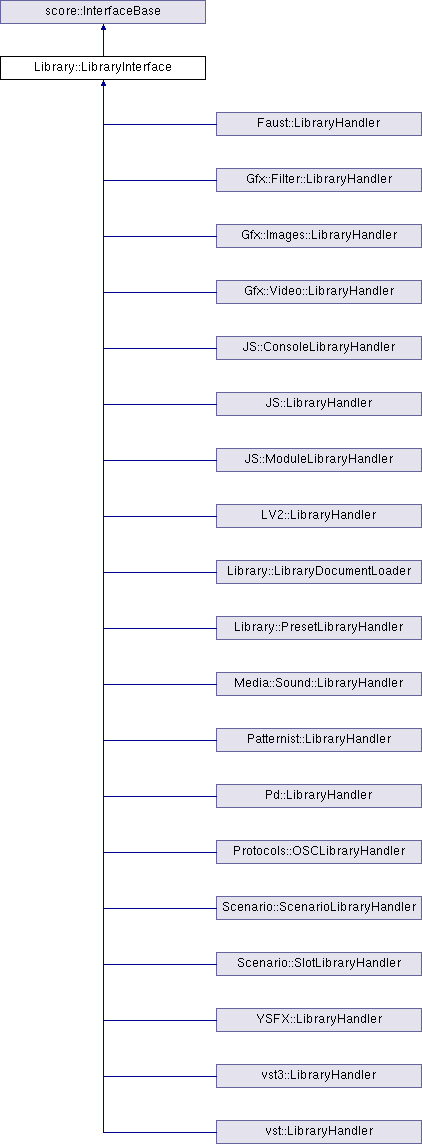 score::InterfaceBase
Library::LibraryInterface
Faust::LibraryHandler
Gfx::Filter::LibraryHandler
Gfx::Images::LibraryHandler
Gfx::Video::LibraryHandler
JS::ConsoleLibraryHandler
JS::LibraryHandler
JS::ModuleLibraryHandler
LV2::LibraryHandler
Library::LibraryDocumentLoader
Library::PresetLibraryHandler
Media::Sound::LibraryHandler
Patternist::LibraryHandler
Pd::LibraryHandler
Protocols::OSCLibraryHandler
Scenario::ScenarioLibraryHandler
Scenario::SlotLibraryHandler
YSFX::LibraryHandler
vst3::LibraryHandler
vst::LibraryHandler